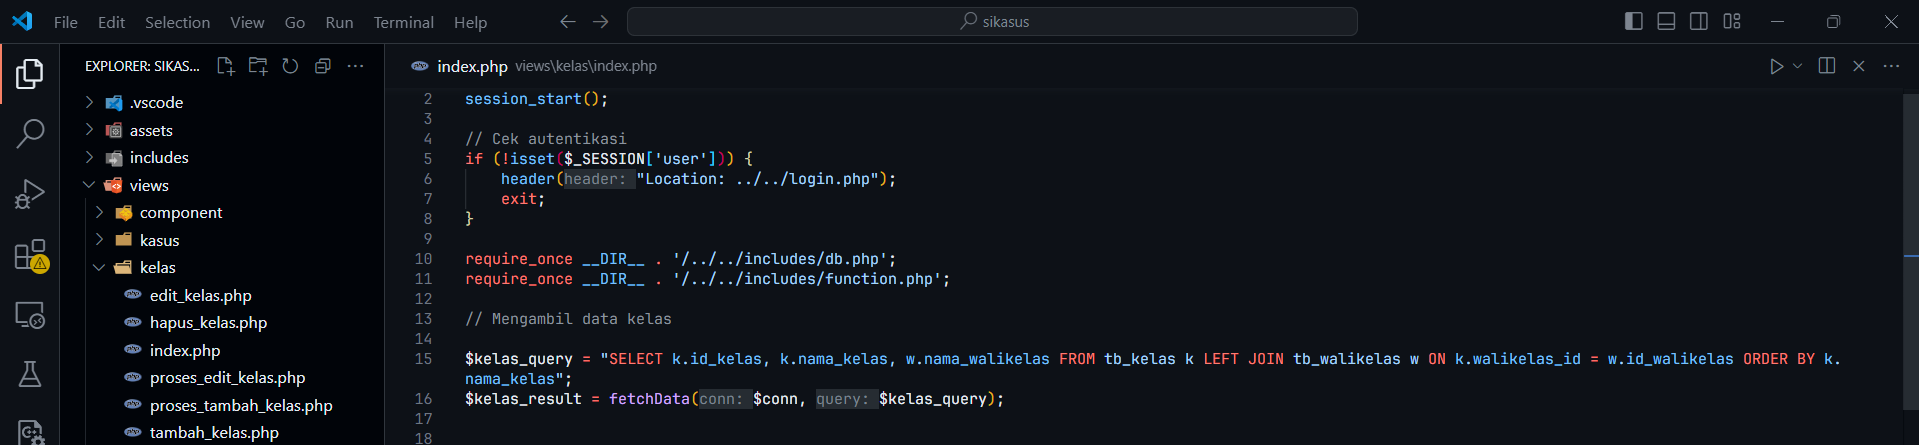 File Edit Selection View Go Run Terminal Help
sikasus
EXPLORER: SIKAS...
.vscode
assets
includes
views
component
kasus
kelas
edit_kelas.php
hapus_kelas.php
index.php
proses_edit_kelas.php
proses_tambah_kelas.php
tambah_kelas.php
index.php views\kelas\index.php
2 session_start();
3
4 // Cek autentikasi
5 if (!isset($_SESSION['user'])) {
6 header(header: "Location: ../../login.php");
7 exit;
8 }
9
10 require_once __DIR__ . '/../../includes/db.php';
11 require_once __DIR__ . '/../../includes/function.php';
12
13 // Mengambil data kelas
14
15 $kelas_query = "SELECT k.id_kelas, k.nama_kelas, w.nama_walikelas FROM tb_kelas k LEFT JOIN tb_walikelas w ON k.walikelas_id = w.id_walikelas ORDER BY k.
nama_kelas";
16 $kelas_result = fetchData(conn: $conn, query: $kelas_query);
17
18